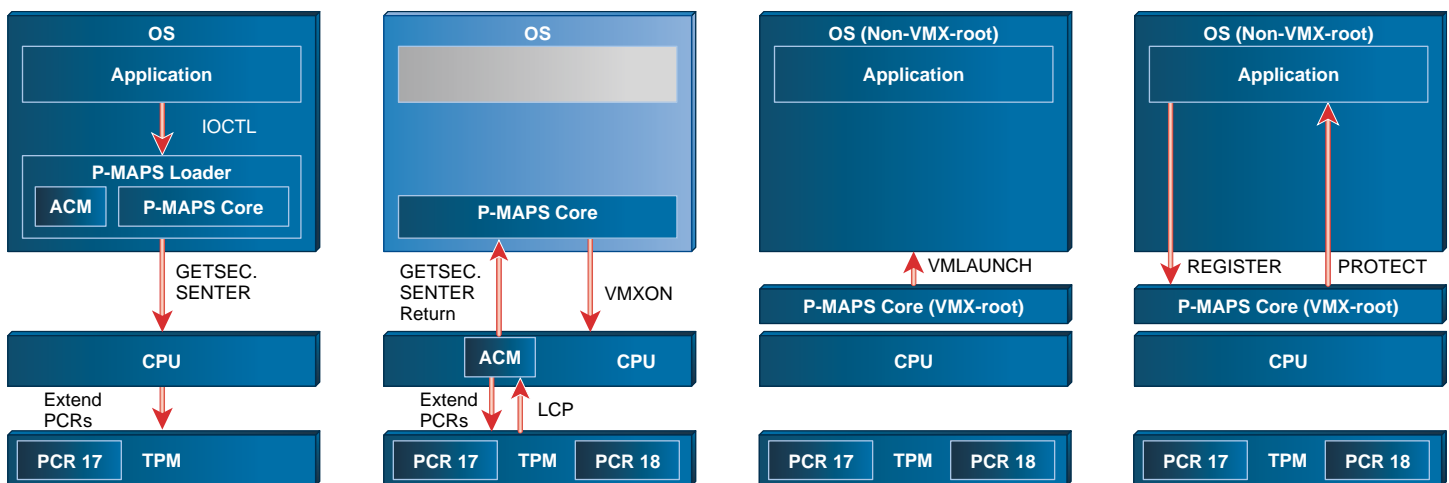 OS
Application
IOCTL
P-MAPS Loader
ACM
P-MAPS Core
GETSEC.
SENTER
CPU
Extend
PCRs
PCR 17
TPM
OS
P-MAPS Core
GETSEC.
SENTER
Return
VMXON
ACM
CPU
Extend
PCRs
LCP
PCR 17
TPM
PCR 18
OS (Non-VMX-root)
Application
VMLAUNCH
P-MAPS Core (VMX-root)
CPU
PCR 17
TPM
PCR 18
OS (Non-VMX-root)
Application
REGISTER
PROTECT
P-MAPS Core (VMX-root)
CPU
PCR 17
TPM
PCR 18